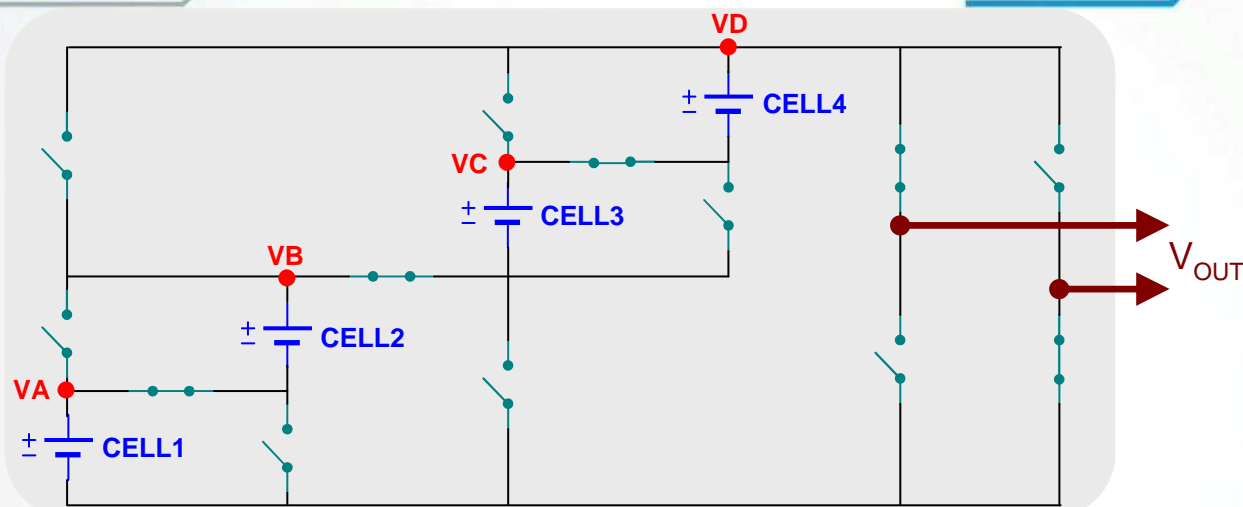 VD
± CELL4
VC
± CELL3
VB
± CELL2
VOUT
VA
± CELL1